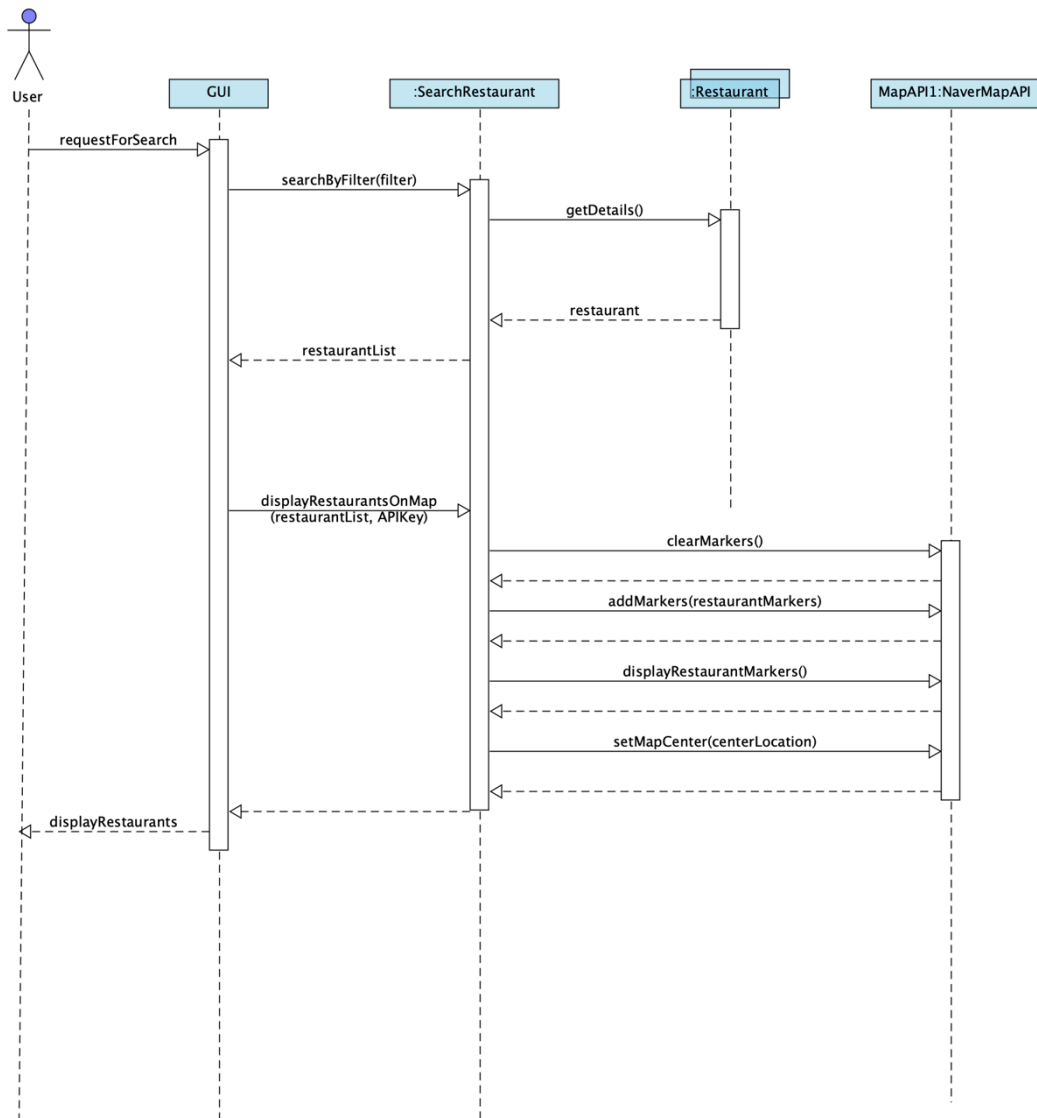 User
GUI
:SearchRestaurant
:Restaurant
MapAPI1:NaverMapAPI
requestForSearch
searchByFilter(filter)
getDetails()
restaurant
restaurantList
displayRestaurantsOnMap
(restaurantList, APIKey)
clearMarkers()
addMarkers(restaurantMarkers)
displayRestaurantMarkers()
setMapCenter(centerLocation)
displayRestaurants